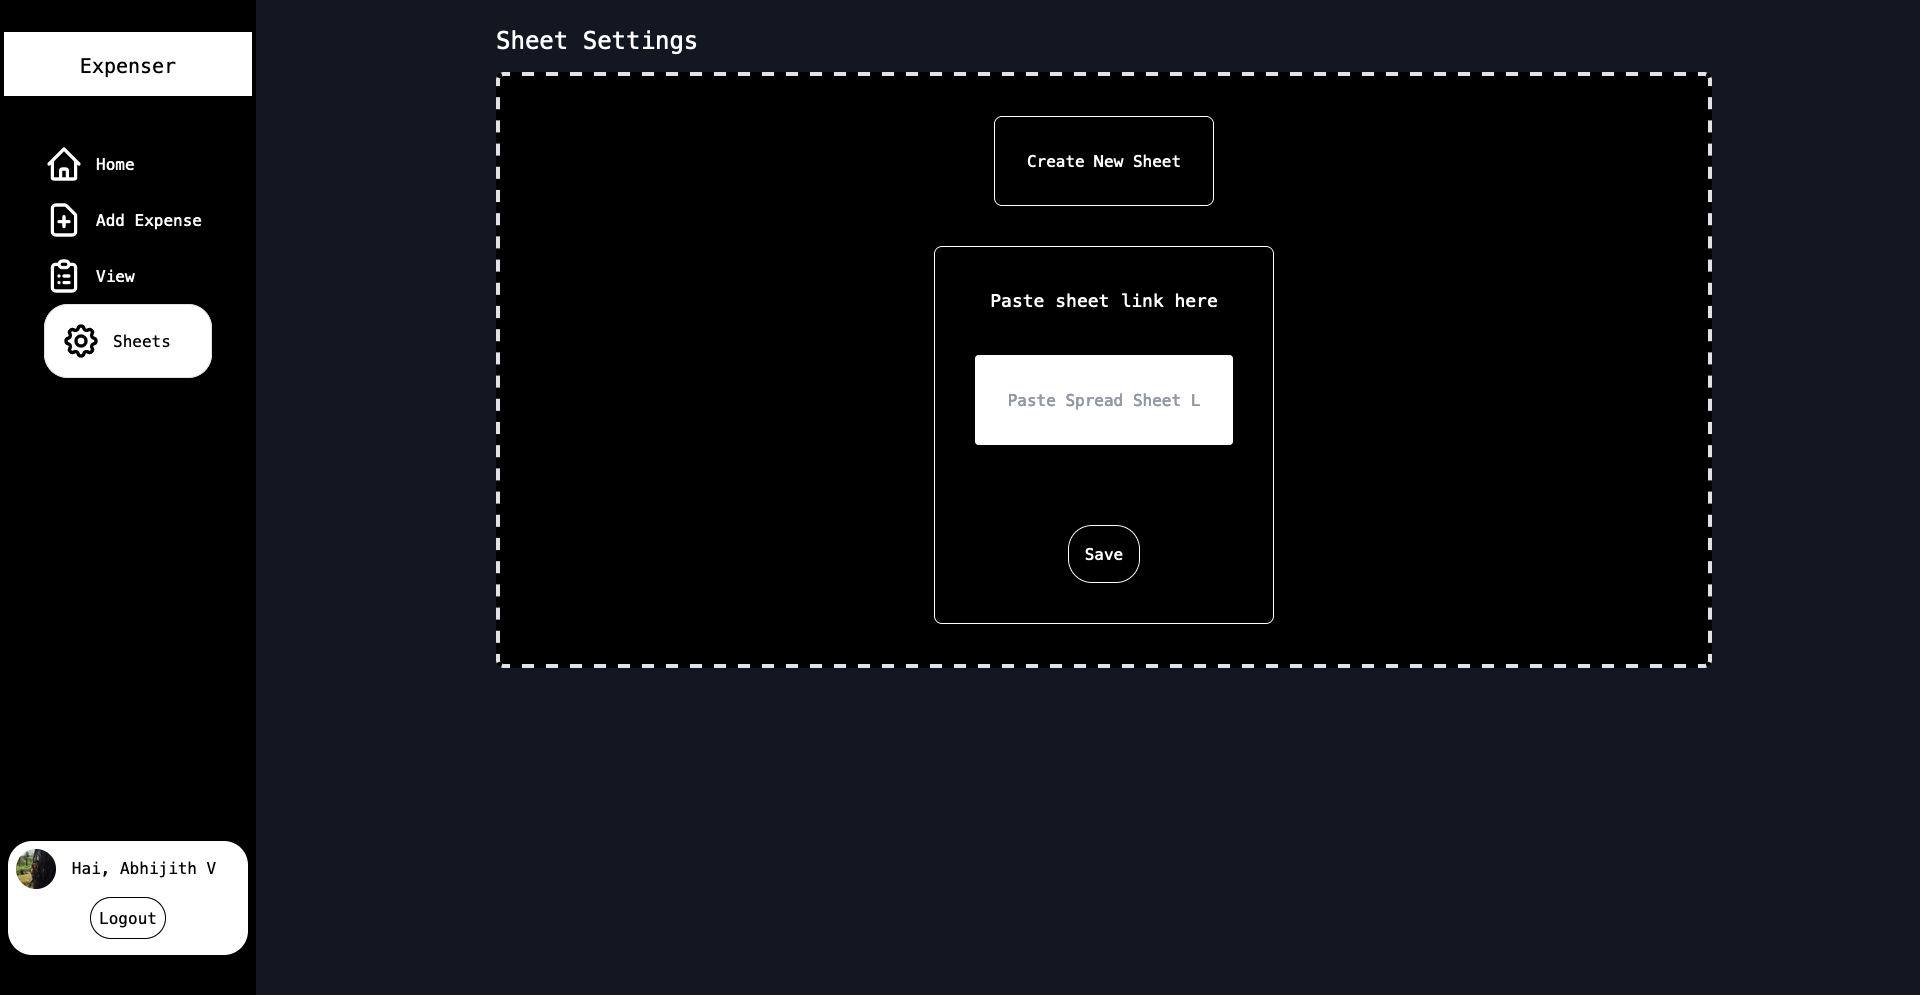 Expenser
Home
Add Expense
View
Sheets
Hai, Abhijith V
Logout
Sheet Settings
Create New Sheet
Paste sheet link here
Paste Spread Sheet L
Save